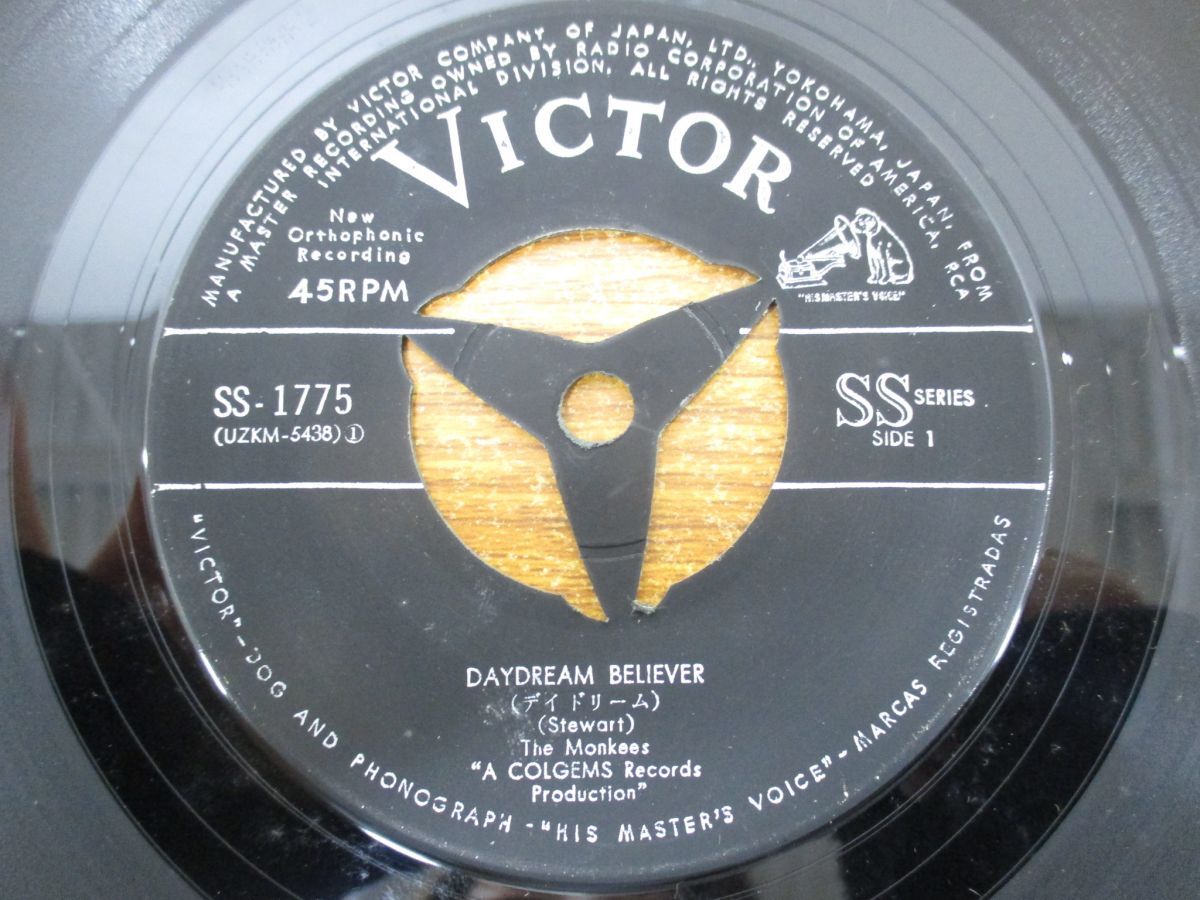 MANUFACTURED BY VICTOR COMPANY OF JAPAN, LTD., YOKOHAMA, JAPAN, FROM
A MASTER RECORDING OWNED BY RADIO CORPORATION OF AMERICA, RCA
INTERNATIONAL DIVISION. ALL RIGHTS RESERVED
VICTOR
New
Orthophonic
Recording
45RPM
"HIS MASTER'S VOICE"
SS-1775
(UZKM-5438)①
SS SERIES
SIDE 1
DAYDREAM BELIEVER
(デイドリーム)
(Stewart)
The Monkees
"A COLGEMS Records
Production"
"VICTOR"-DOG AND PHONOGRAPH-"HIS MASTER'S VOICE"-MARCAS REGISTRADAS